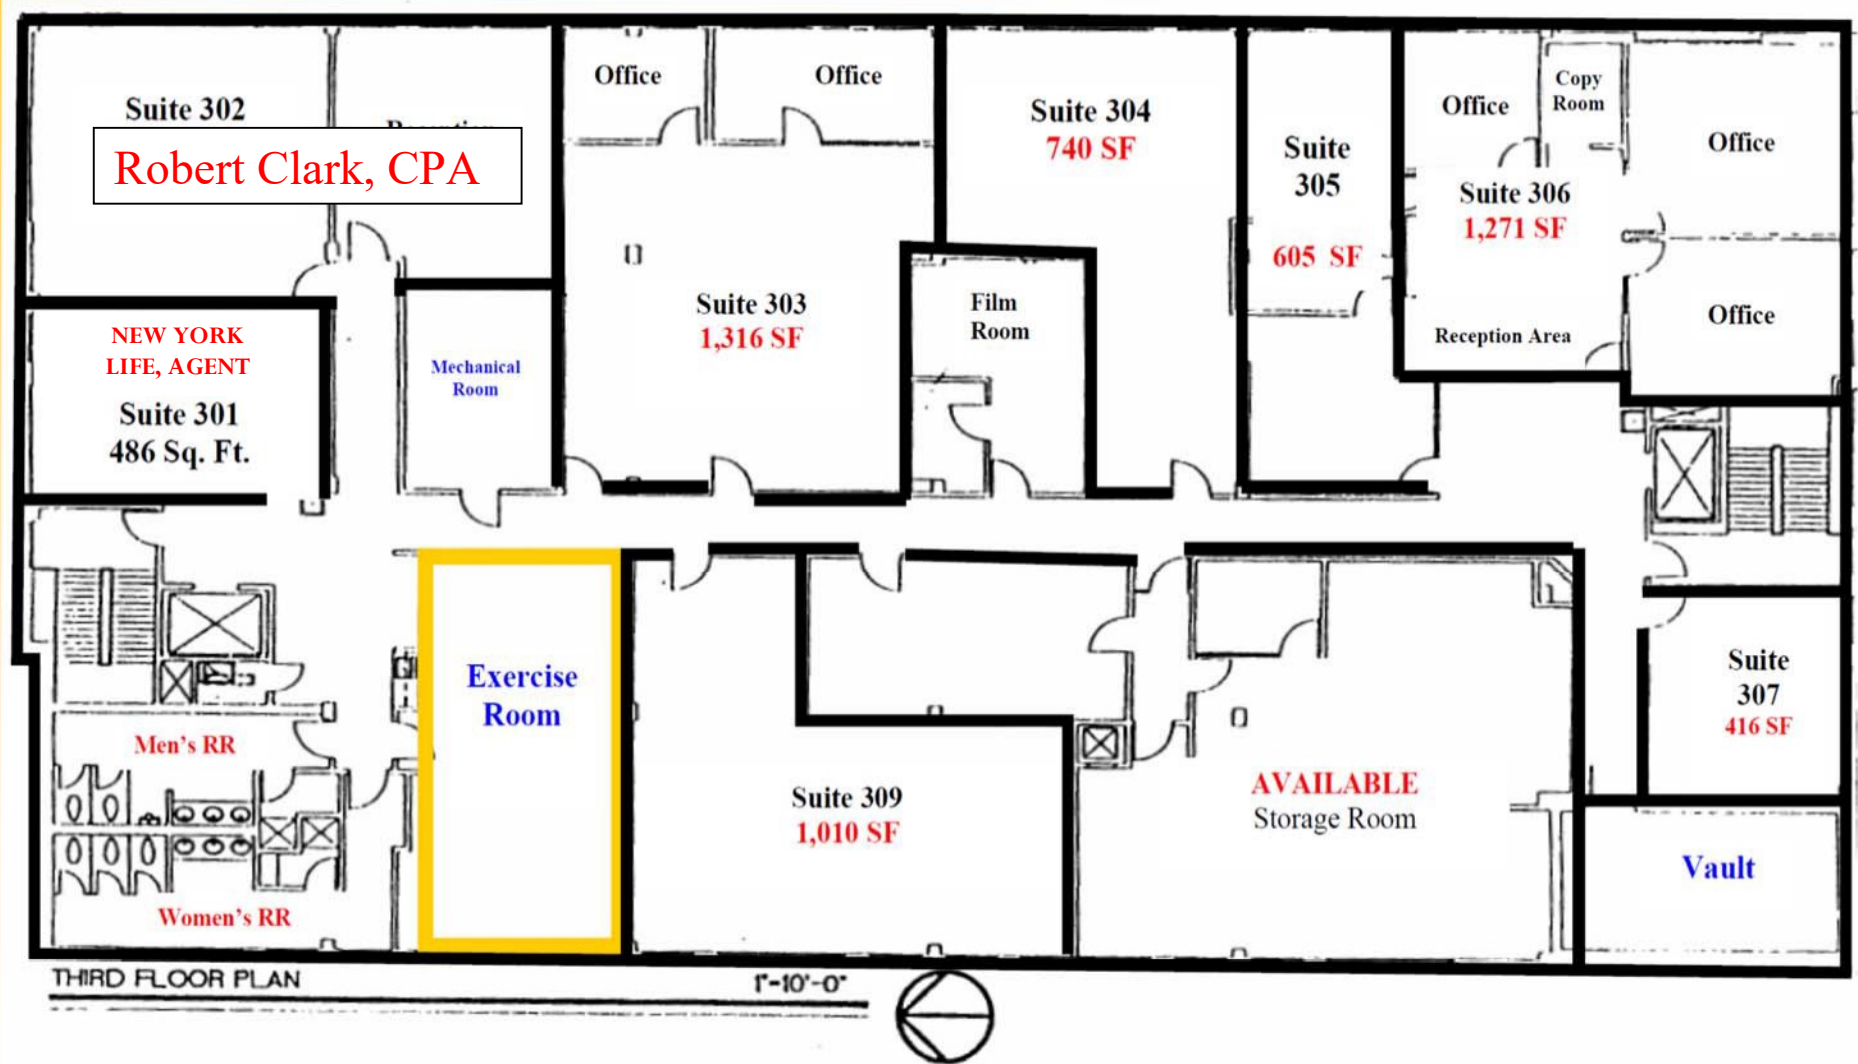 Suite 302
Robert Clark, CPA
Office
Office
Suite 304
740 SF
Suite
305
605 SF
Office
Copy
Room
Office
Suite 306
1,271 SF
Reception Area
Office
NEW YORK
LIFE, AGENT
Suite 301
486 Sq. Ft.
Mechanical
Room
Suite 303
1,316 SF
Film
Room
Exercise
Room
Men's RR
Women's RR
Suite 309
1,010 SF
AVAILABLE
Storage Room
Suite
307
416 SF
Vault
THIRD FLOOR PLAN
1"-10'-0"